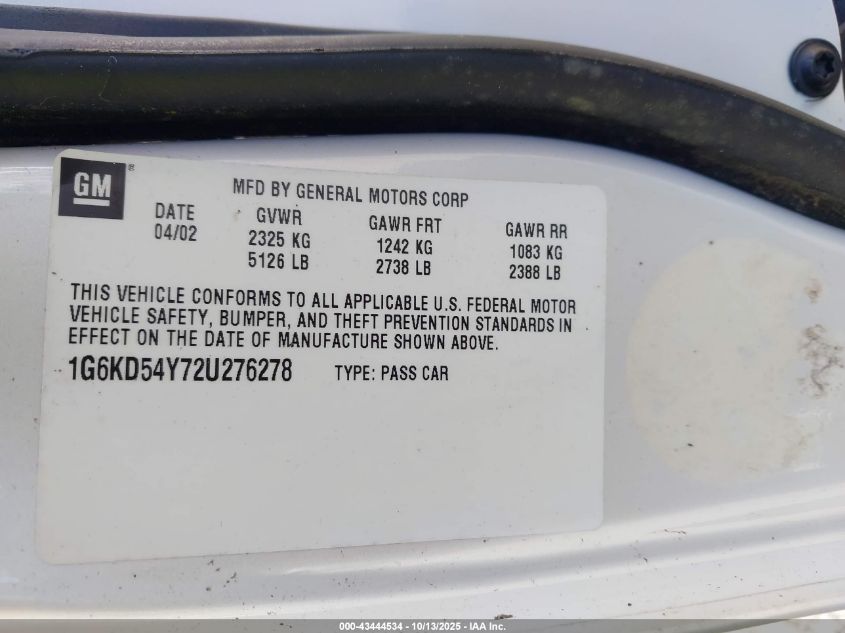 GM ®
MFD BY GENERAL MOTORS CORP
DATE GVWR GAWR FRT GAWR RR
04/02 2325 KG 1242 KG 1083 KG
5126 LB 2738 LB 2388 LB
THIS VEHICLE CONFORMS TO ALL APPLICABLE U.S. FEDERAL MOTOR
VEHICLE SAFETY, BUMPER, AND THEFT PREVENTION STANDARDS IN
EFFECT ON THE DATE OF MANUFACTURE SHOWN ABOVE.
1G6KD54Y72U276278 TYPE: PASS CAR
000-43444534 - 10/13/2025 - IAA Inc.